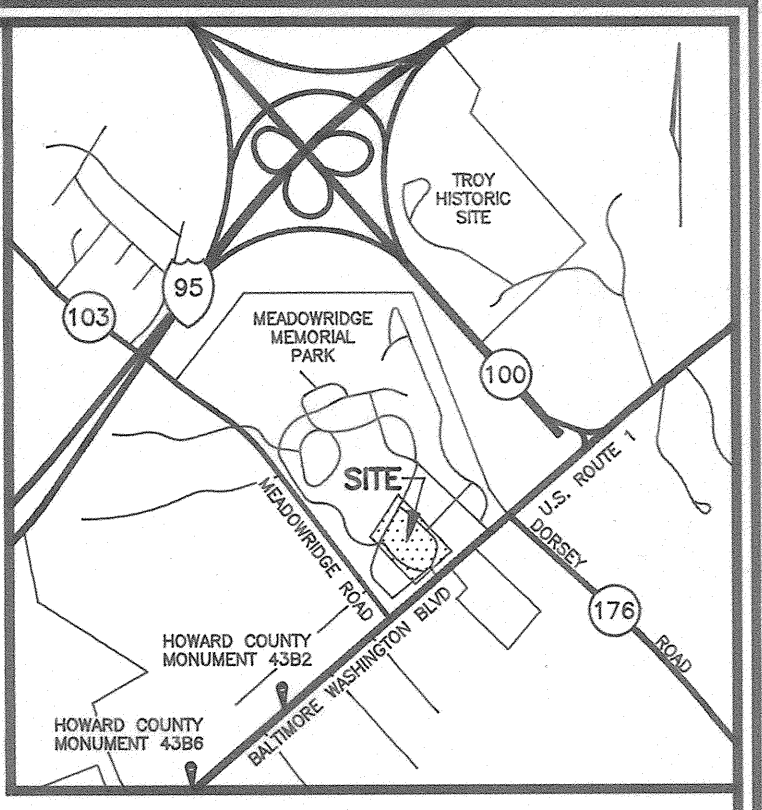 TROY
HISTORIC
SITE
95
103
MEADOWRIDGE
MEMORIAL
PARK
100
SITE
U.S. ROUTE 1
MEADOWRIDGE ROAD
DORSEY
176
ROAD
HOWARD COUNTY
MONUMENT 43B2
BALTIMORE WASHINGTON BLVD
HOWARD COUNTY
MONUMENT 43B6